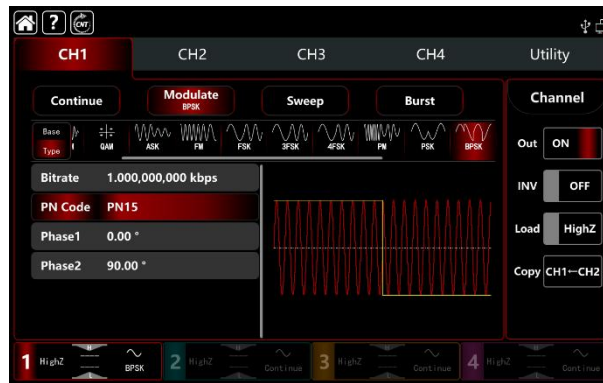 ?
CNT
CH1
CH2
CH3
CH4
Utility
Continue
Modulate
BPSK
Sweep
Burst
Channel
Base
Type
QAM
ASK
FM
FSK
3FSK
4FSK
PM
PSK
BPSK
Out
ON
Bitrate 1.000,000,000 kbps
PN Code PN15
Phase1 0.00 °
Phase2 90.00 °
INV
OFF
Load
HighZ
Copy
CH1←CH2
1 HighZ BPSK
2 HighZ Continue
3 HighZ Continue
4 HighZ Continue